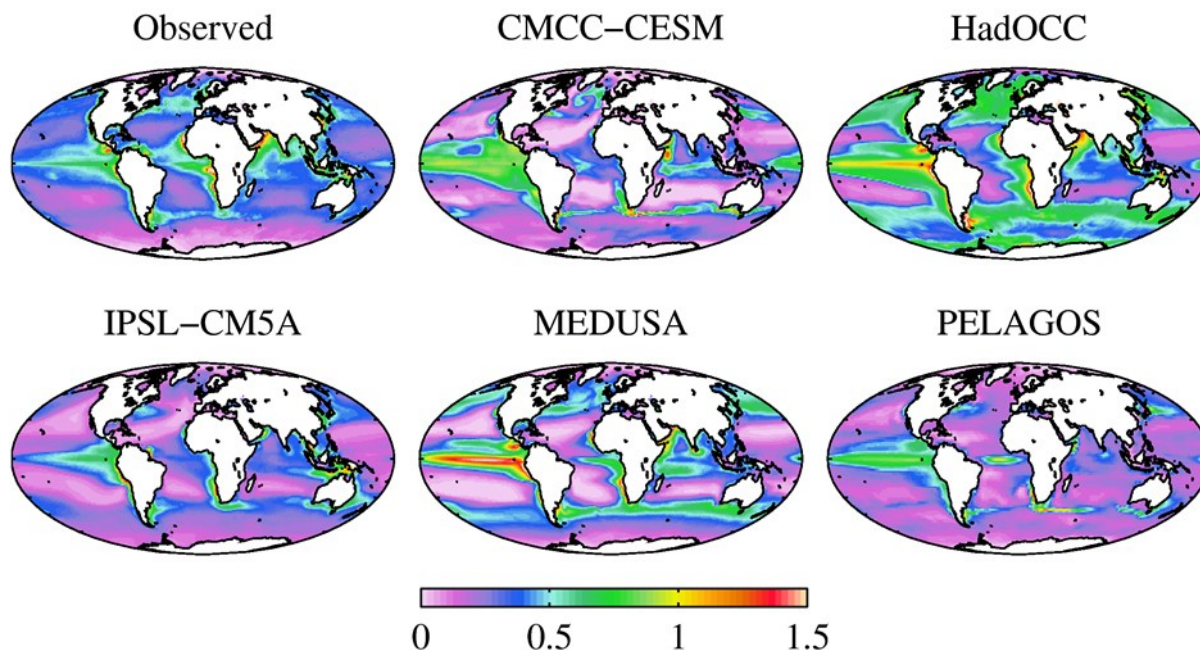 Observed
CMCC−CESM
HadOCC
IPSL−CM5A
MEDUSA
PELAGOS
0 0.5 1 1.5